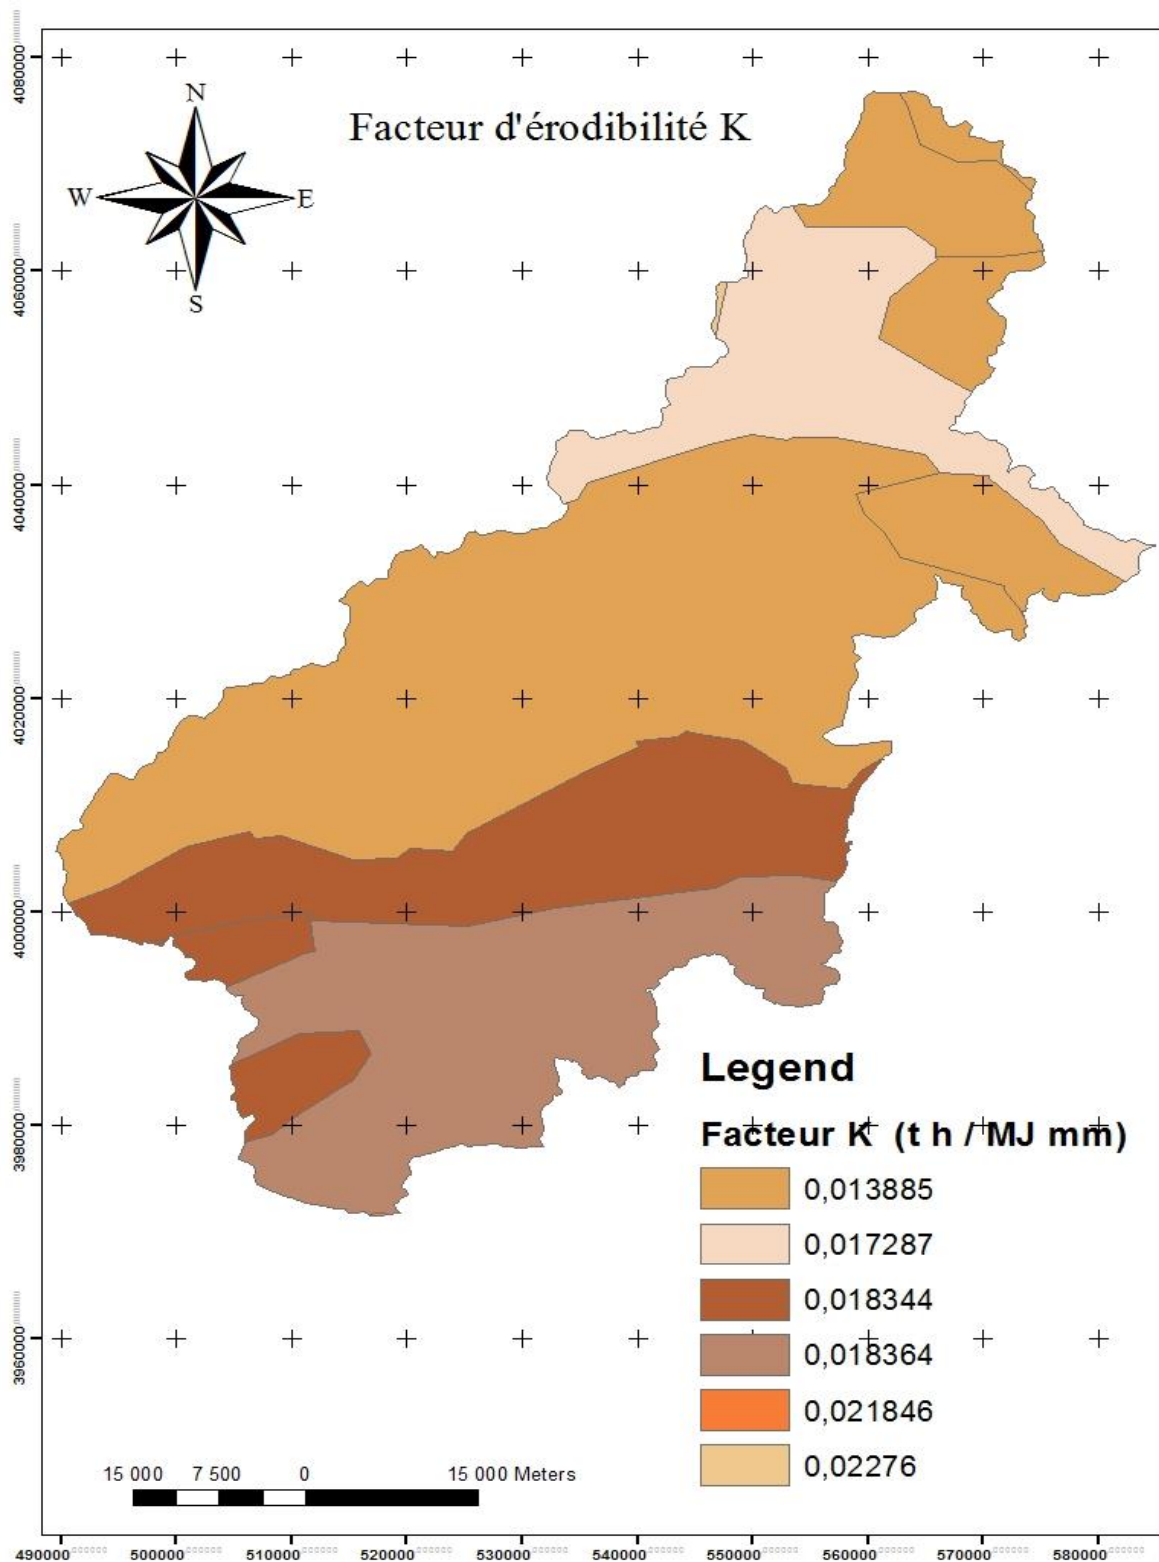 N
Facteur d'érodibilité K
W E
S
4080000
4060000
4040000
4020000
4000000
3980000
3960000
Legend
Facteur K (t h / MJ mm)
0,013885
0,017287
0,018344
0,018364
0,021846
0,02276
15 000 7 500 0 15 000 Meters
490000 500000 510000 520000 530000 540000 550000 560000 570000 580000